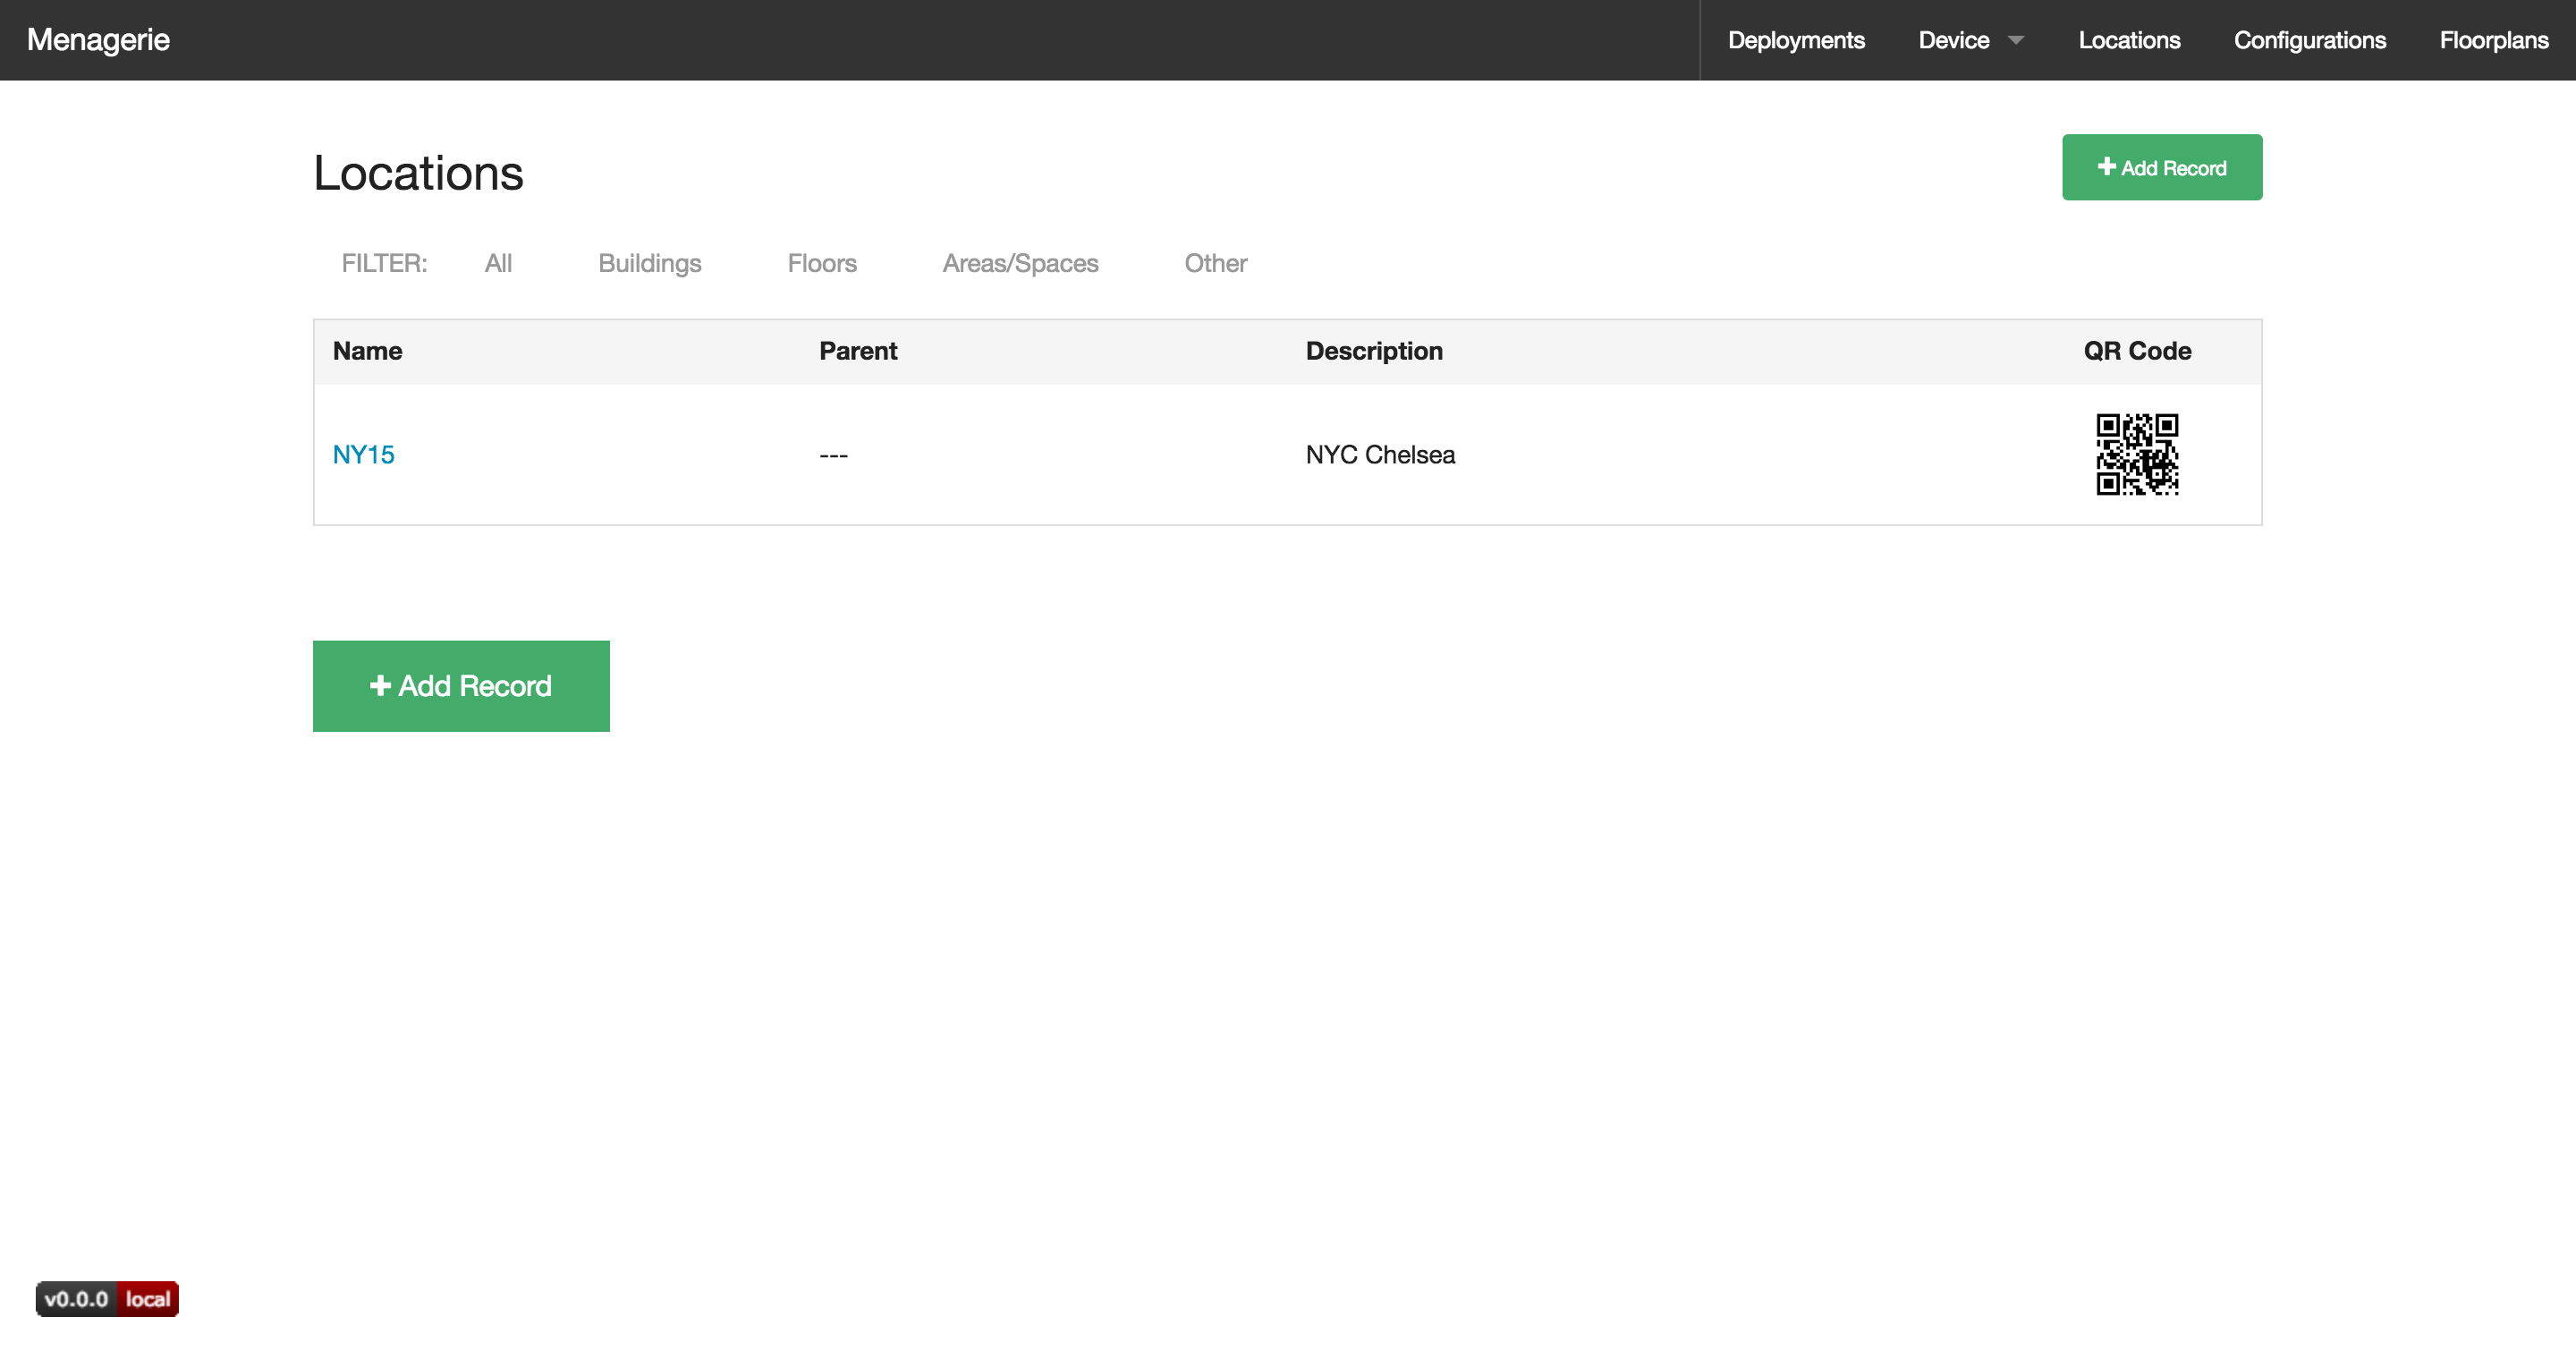 Menagerie Deployments Device Locations Configurations Floorplans
Locations
Add Record
FILTER: All Buildings Floors Areas/Spaces Other
Name Parent Description QR Code
NY15 --- NYC Chelsea
Add Record
v0.0.0 local